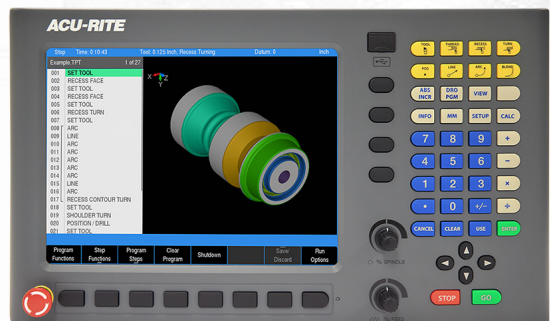 ACU-RITE
Step Time: 0:10:43 Tool: 0.125 Inch, Recess Turning Datum: 0 Inch
Example.TPT 1 of 27
001 SET TOOL
002 RECESS FACE
003 SET TOOL
004 RECESS FACE
005 SET TOOL
006 RECESS TURN
007 SET TOOL
008 ARC
009 LINE
010 ARC
011 ARC
012 ARC
013 ARC
014 ARC
015 LINE
016 ARC
017 RECESS CONTOUR TURN
018 SET TOOL
019 SHOULDER TURN
020 POSITION / DRILL
021 SET TOOL
X Z
Y
Program Functions
Step Functions
Program Steps
Clear Program
Shutdown
Save Discard
Run Options
TOOL THREAD RECESS TURN
POS LINE ARC BLEND
ABS INCR DRO PGM VIEW
INFO MM SETUP CALC
7 8 9 +
4 5 6 −
1 2 3 ×
• 0 +/− ÷
CANCEL CLEAR USE ENTER
% SPINDLE
STOP GO